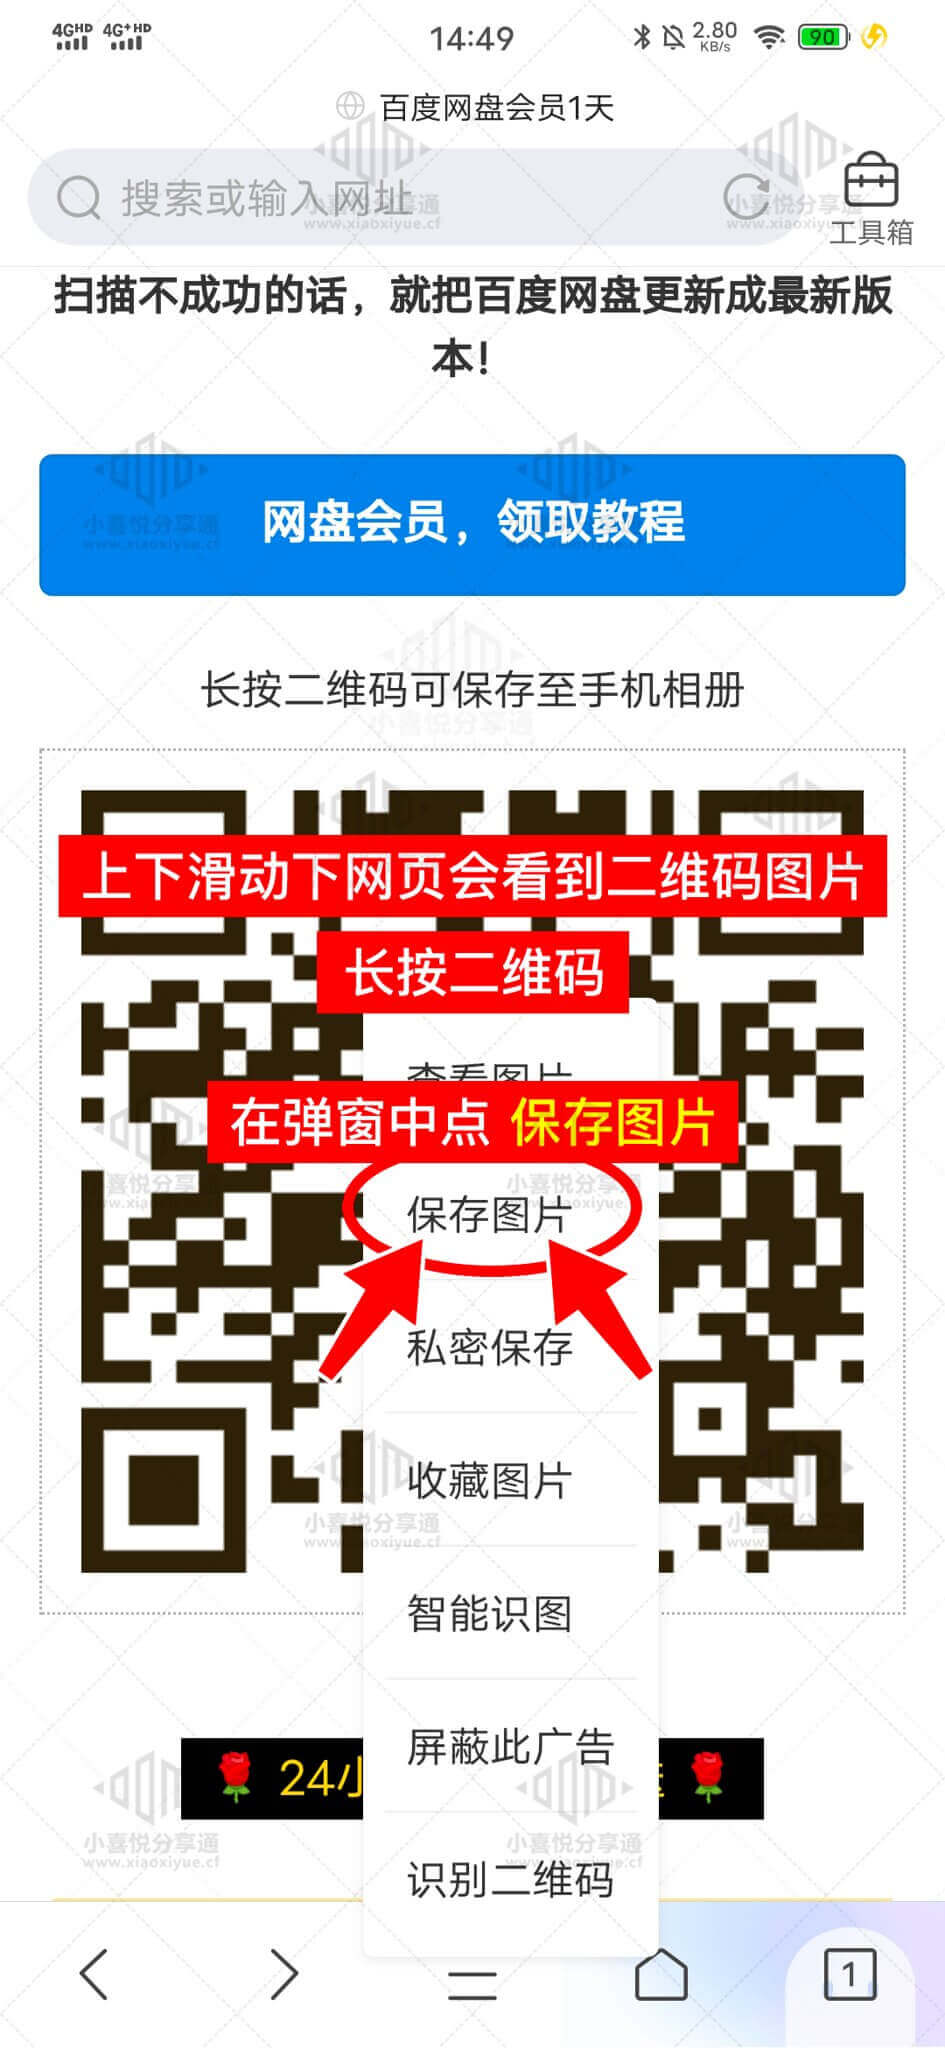 4GHD 4G+HD 14:49 2.80 KB/s 90
百度网盘会员1天
搜索或输入网址
工具箱
扫描不成功的话，就把百度网盘更新成最新版
本！
网盘会员，领取教程
长按二维码可保存至手机相册
上下滑动下网页会看到二维码图片
长按二维码
查看图片
在弹窗中点 保存图片
保存图片
私密保存
收藏图片
智能识图
屏蔽此广告
24小
识别二维码
1
小喜悦分享通
www.xiaoxiyue.cf